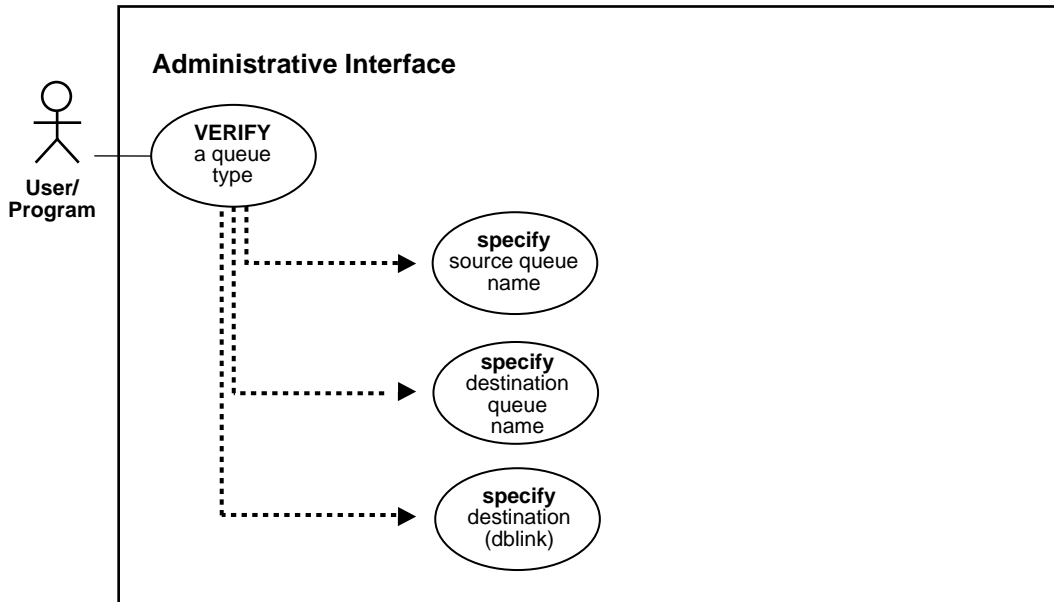 Administrative Interface
User/
Program
VERIFY
a queue
type
specify
source queue
name
specify
destination
queue
name
specify
destination
(dblink)